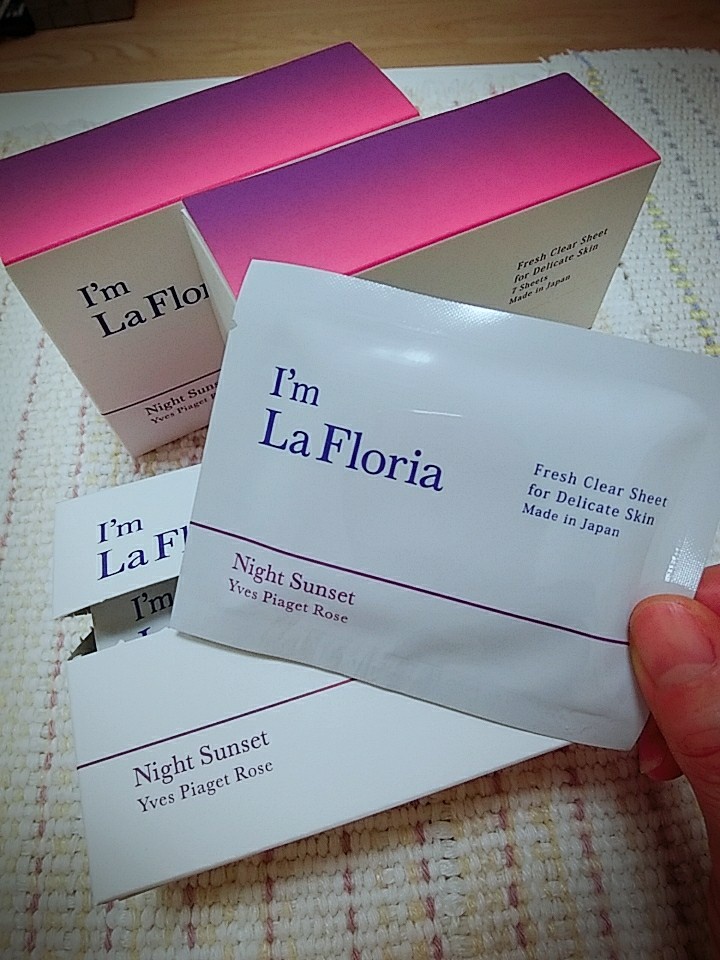 I'm
La Flor
Night Suns
Yves Piaget
Fresh Clear Sheet
for Delicate Skin
7 Sheets
Made in Japan
I'm
La Floria
Fresh Clear Sheet
for Delicate Skin
Made in Japan
Night Sunset
Yves Piaget Rose
I'm
La Fl
I'm
Night Sunset
Yves Piaget Rose